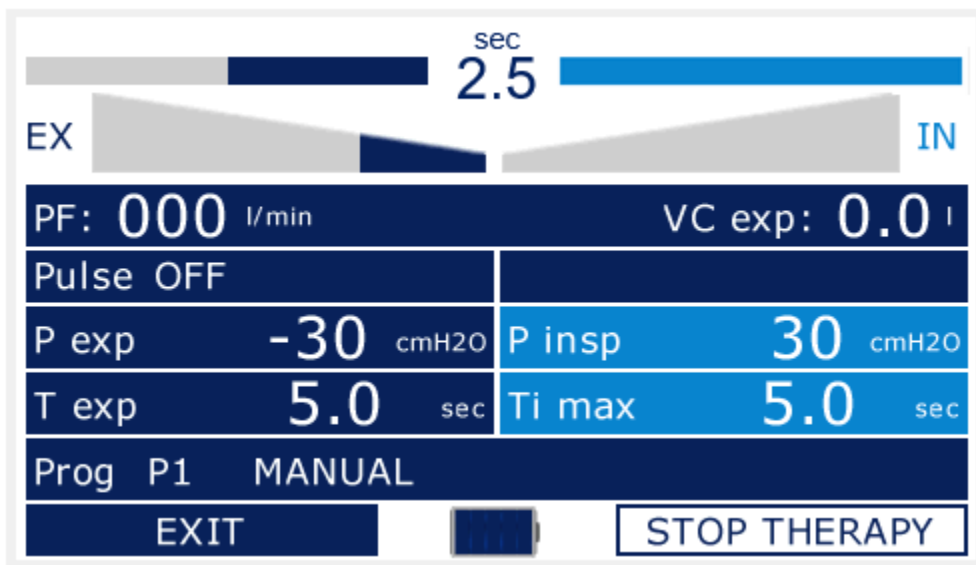 sec
2.5
EX IN
PF: 000 l/min VC exp: 0.0 l
Pulse OFF
P exp -30 cmH2O P insp 30 cmH2O
T exp 5.0 sec Ti max 5.0 sec
Prog P1 MANUAL
EXIT STOP THERAPY